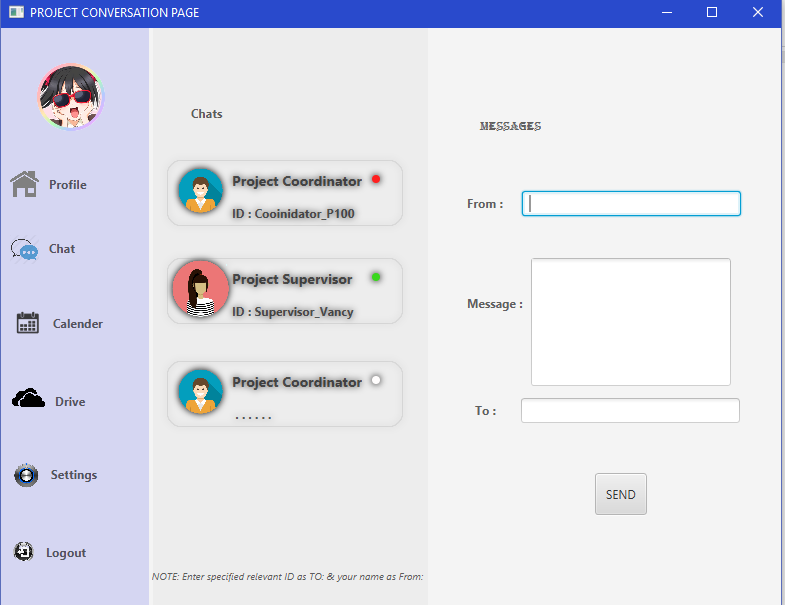 PROJECT CONVERSATION PAGE
Profile
Chat
Calender
Drive
Settings
Logout
Chats
Project Coordinator
ID : Cooinidator_P100
Project Supervisor
ID : Supervisor_Vancy
Project Coordinator
. . . . . .
NOTE: Enter specified relevant ID as TO: & your name as From:
MESSAGES
From :
Message :
To :
SEND